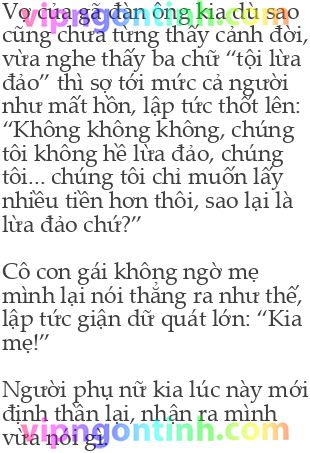 Vợ của gã đàn ông kia dù sao
vipngontinh.com
cũng chưa từng thấy cảnh đời,
vừa nghe thấy ba chữ “tội lừa
đảo” thì sợ tới mức cả người
như mất hồn, lập tức thốt lên:
“Không không không, chúng
tôi không hề lừa đảo, chúng
tôi... chúng tôi chỉ muốn lấy
nhiều tiền hơn thôi, sao lại là
lừa đảo chứ?”
Cô con gái không ngờ mẹ
mình lại nói thẳng ra như thế,
lập tức giận dữ quát lớn: “Kìa
mẹ!”
Người phụ nữ kia lúc này mới
định thần lại, nhận ra mình
vipngontinh.com
vừa nói gì.